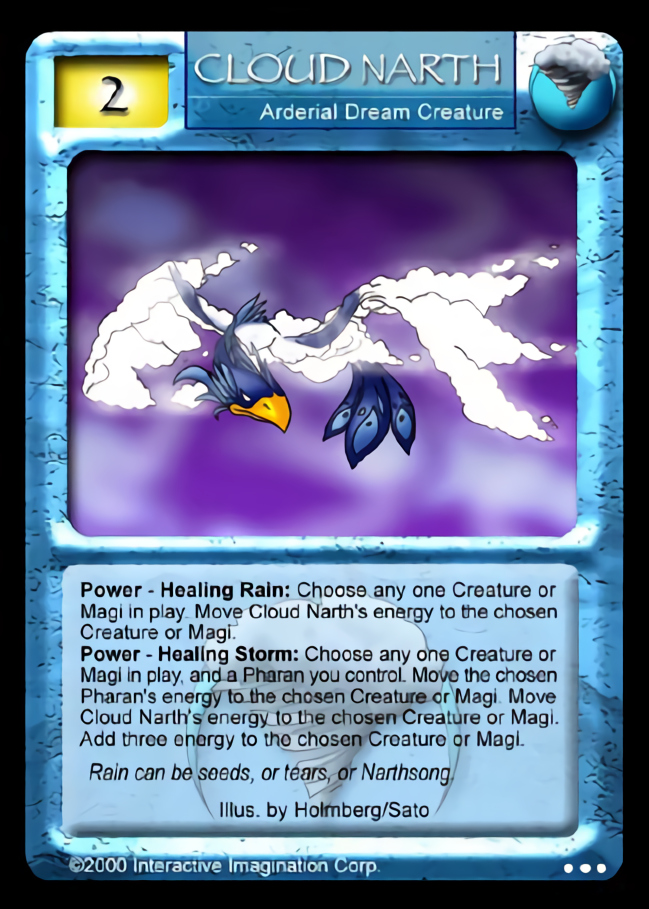 2
CLOUD NARTH
Arderial Dream Creature
Power - Healing Rain: Choose any one Creature or
Magi in play. Move Cloud Narth's energy to the chosen
Creature or Magi.
Power - Healing Storm: Choose any one Creature or
Magi in play, and a Pharan you control. Move the chosen
Pharan's energy to the chosen Creature or Magi. Move
Cloud Narth's energy to the chosen Creature or Magi.
Add three energy to the chosen Creature or Magi.
Rain can be seeds, or tears, or Narthsong.
Illus. by Holmberg/Sato
©2000 Interactive Imagination Corp.